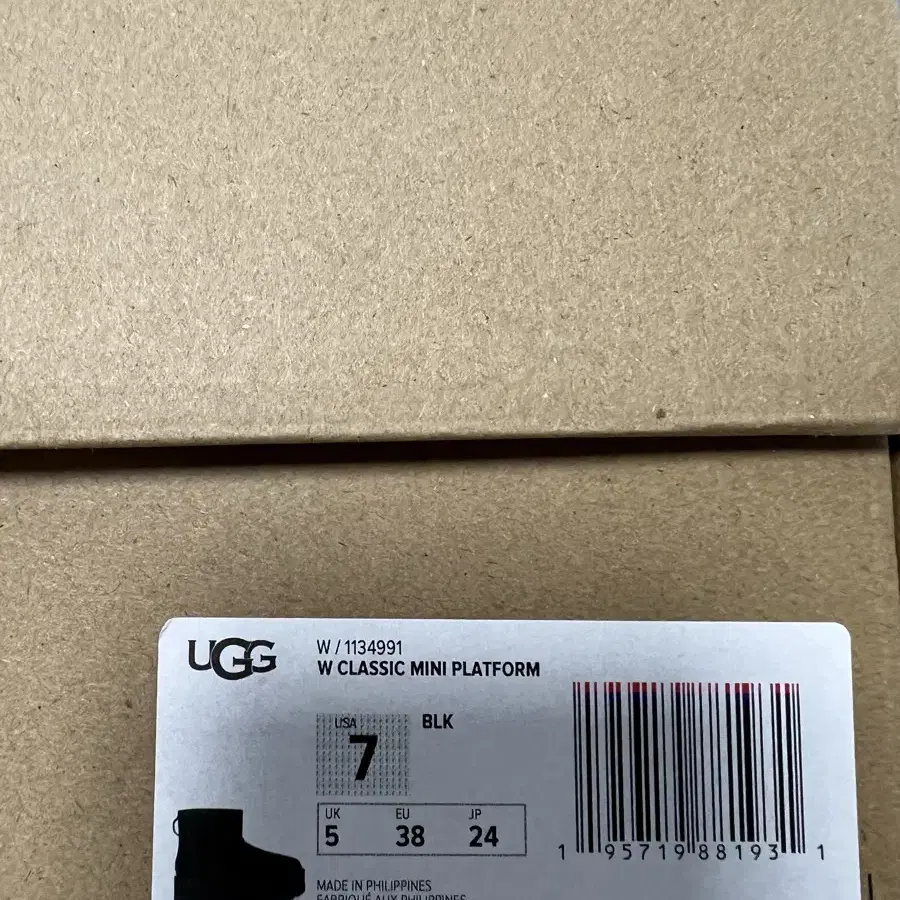 UGG
W / 1134991
W CLASSIC MINI PLATFORM
USA
7
BLK
UK EU JP
5 38 24
1 95719 88193 1
MADE IN PHILIPPINES
FABRIQUÉ AUX PHILIPPINES